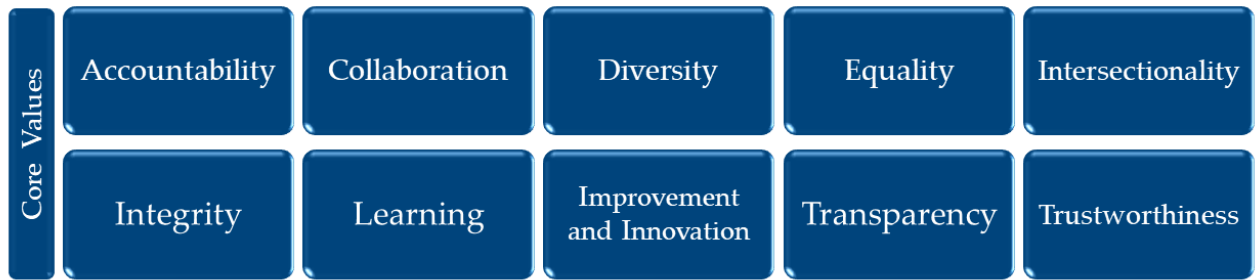 Core Values
Accountability
Collaboration
Diversity
Equality
Intersectionality
Integrity
Learning
Improvement
and Innovation
Transparency
Trustworthiness